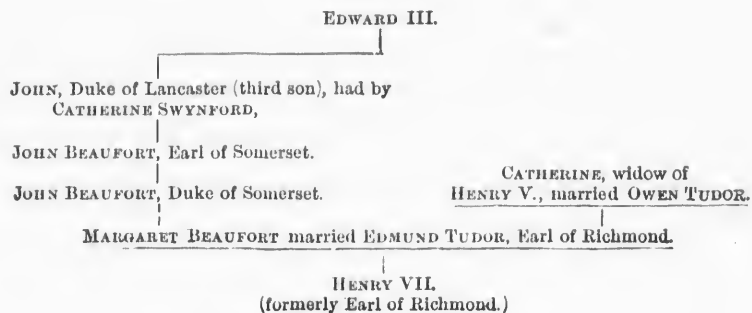 EDWARD III.
JOHN, Duke of Lancaster (third son), had by
CATHERINE SWYNFORD,
JOHN BEAUFORT, Earl of Somerset.
JOHN BEAUFORT, Duke of Somerset.
CATHERINE, widow of
HENRY V., married OWEN TUDOR.
MARGARET BEAUFORT married EDMUND TUDOR, Earl of Richmond.
HENRY VII.
(formerly Earl of Richmond.)